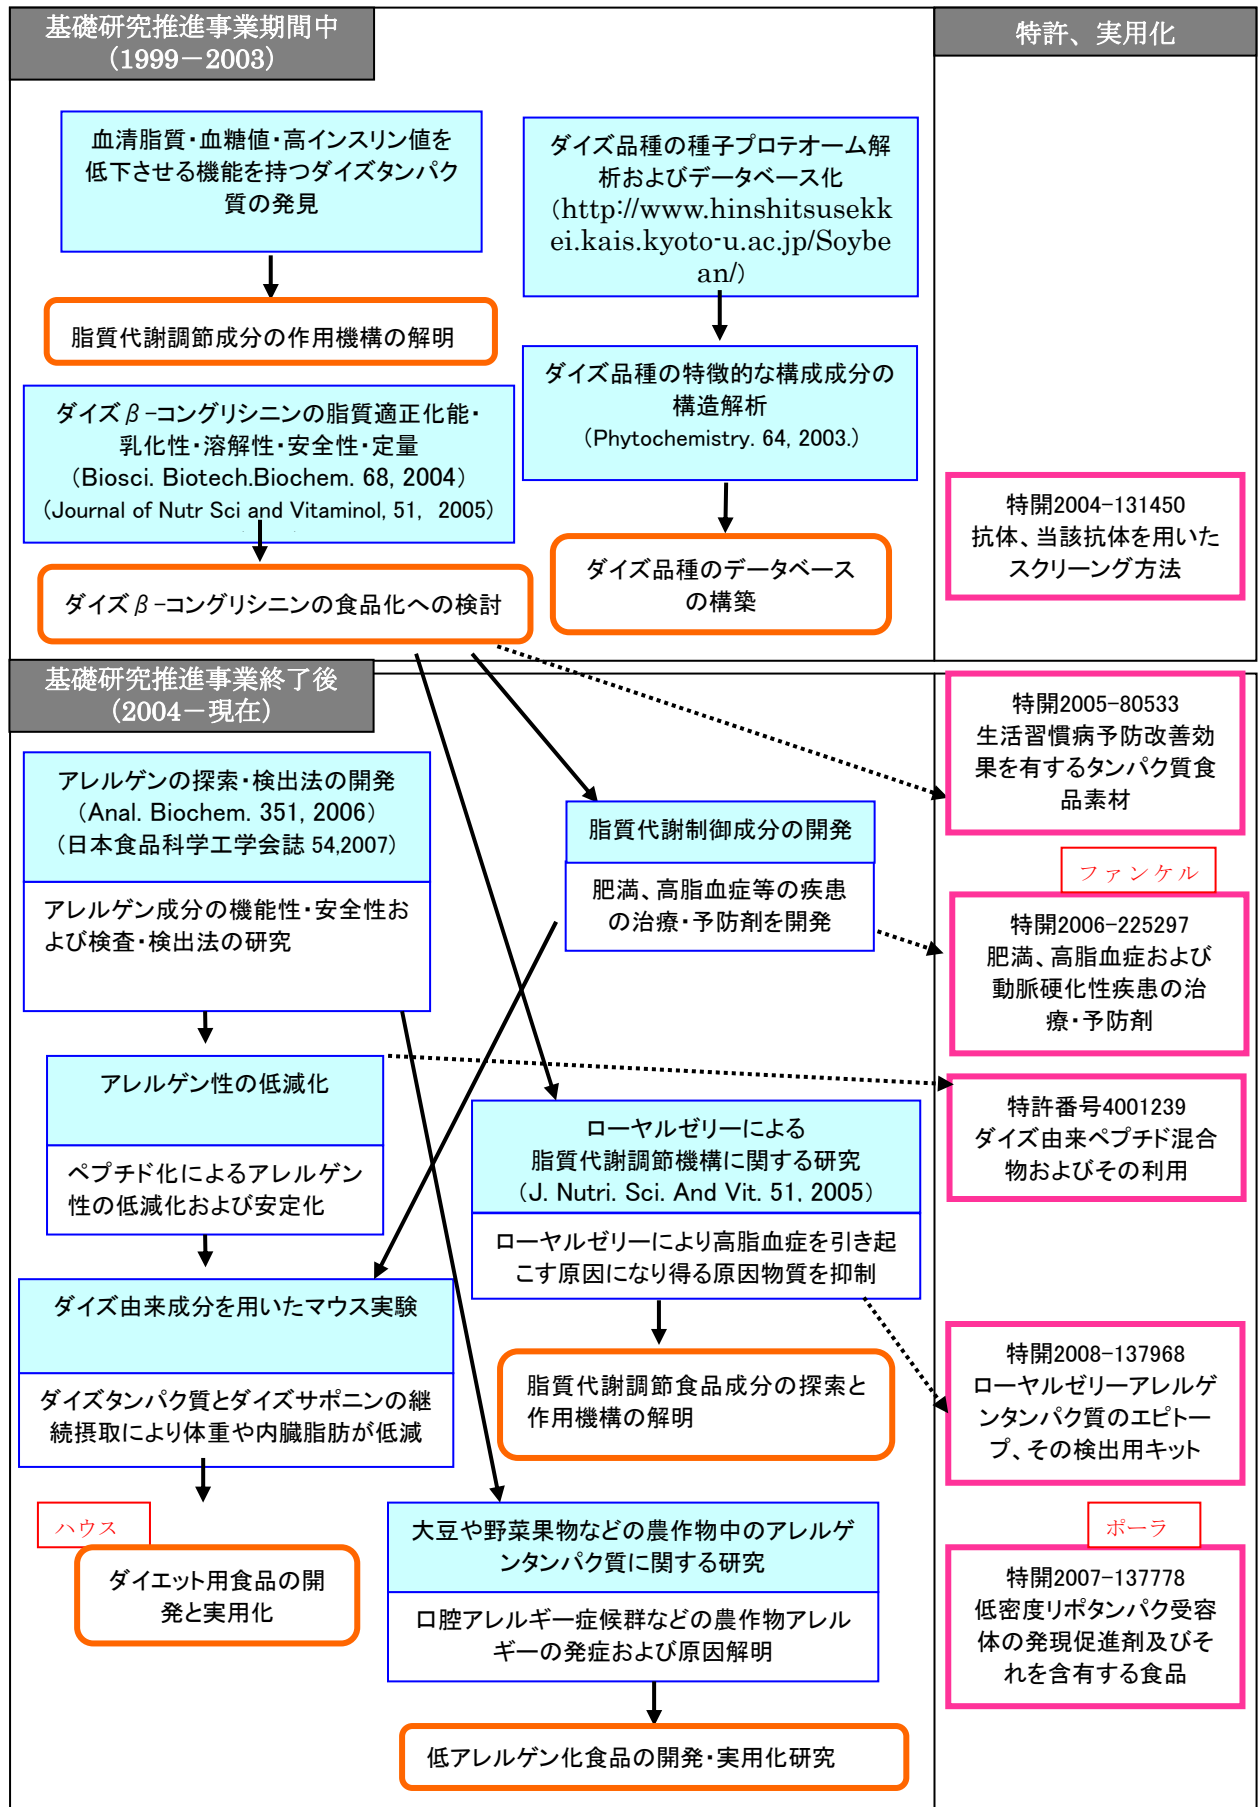 基礎研究推進事業期間中
（1999－2003）
特許、実用化
血清脂質・血糖値・高インスリン値を
低下させる機能を持つダイズタンパク
質の発見
ダイズ品種の種子プロテオーム解
析およびデータベース化
（http://www.hinshitsusekk
ei.kais.kyoto-u.ac.jp/Soybe
an/）
脂質代謝調節成分の作用機構の解明
ダイズ品種の特徴的な構成成分の
構造解析
（Phytochemistry. 64, 2003.）
ダイズβ-コングリシニンの脂質適正化能・
乳化性・溶解性・安全性・定量
（Biosci. Biotech.Biochem. 68, 2004）
（Journal of Nutr Sci and Vitaminol, 51, 2005）
特開2004-131450
抗体、当該抗体を用いた
スクリーング方法
ダイズ品種のデータベース
の構築
ダイズβ-コングリシニンの食品化への検討
基礎研究推進事業終了後
（2004－現在）
特開2005-80533
生活習慣病予防改善効
果を有するタンパク質食
品素材
アレルゲンの探索・検出法の開発
（Anal. Biochem. 351, 2006）
（日本食品科学工学会誌 54,2007）
アレルゲン成分の機能性・安全性お
よび検査・検出法の研究
脂質代謝制御成分の開発
肥満、高脂血症等の疾患
の治療・予防剤を開発
ファンケル
特開2006-225297
肥満、高脂血症および
動脈硬化性疾患の治
療・予防剤
アレルゲン性の低減化
ペプチド化によるアレルゲン
性の低減化および安定化
特許番号4001239
ダイズ由来ペプチド混合
物およびその利用
ローヤルゼリーによる
脂質代謝調節機構に関する研究
（J. Nutri. Sci. And Vit. 51, 2005）
ローヤルゼリーにより高脂血症を引き起
こす原因になり得る原因物質を抑制
ダイズ由来成分を用いたマウス実験
ダイズタンパク質とダイズサポニンの継
続摂取により体重や内臓脂肪が低減
脂質代謝調節食品成分の探索と
作用機構の解明
特開2008-137968
ローヤルゼリーアレルゲ
ンタンパク質のエピトー
プ、その検出用キット
ハウス
ダイエット用食品の開
発と実用化
大豆や野菜果物などの農作物中のアレルゲ
ンタンパク質に関する研究
口腔アレルギー症候群などの農作物アレル
ギーの発症および原因解明
ポーラ
特開2007-137778
低密度リポタンパク受容
体の発現促進剤及びそ
れを含有する食品
低アレルゲン化食品の開発・実用化研究